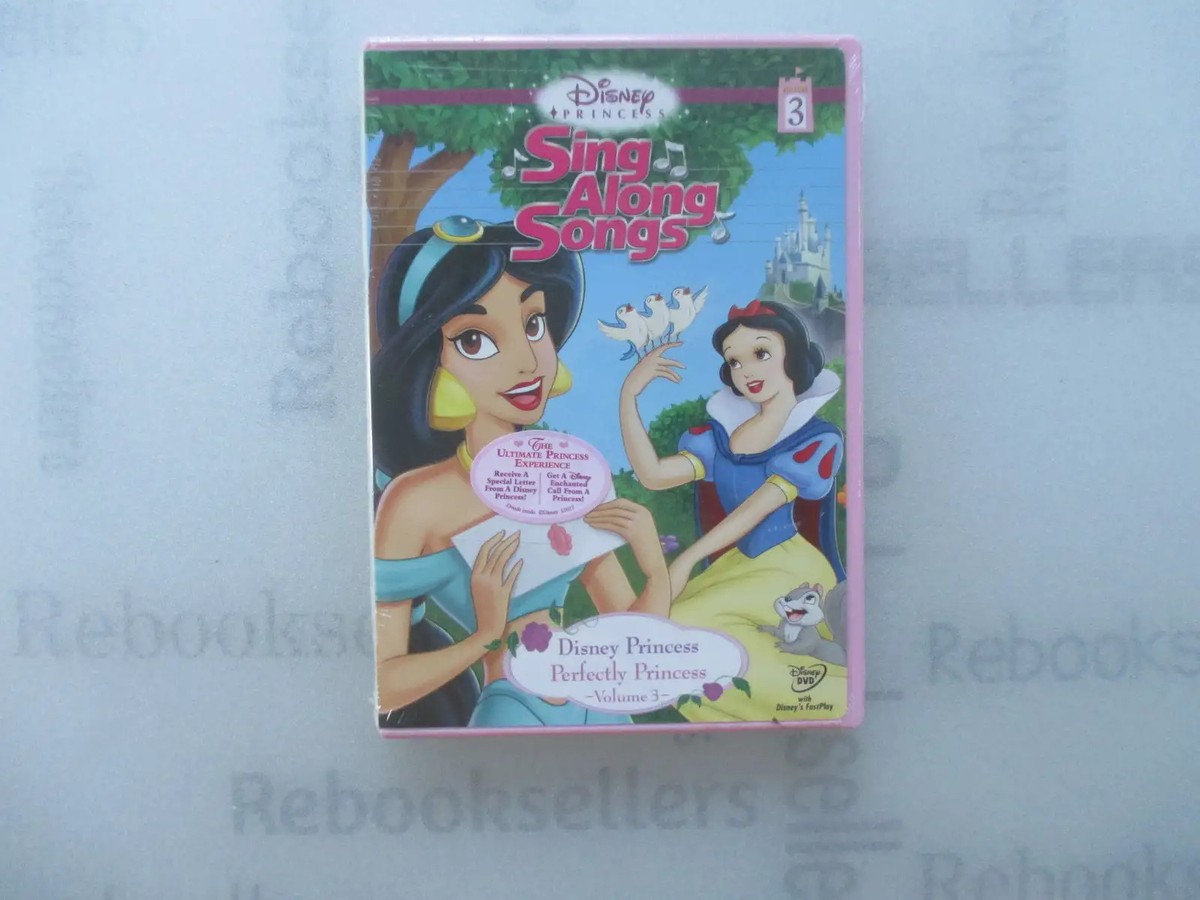 Disney
PRINCESS
3
Sing
Along
Songs
THE
ULTIMATE PRINCESS
EXPERIENCE
Receive A
Special Letter
From A Disney
Princess!
Get A Disney
Enchanted
Call From A
Princess!
Disney Princess
Perfectly Princess
~Volume 3~
Disney
DVD
with
Disney's FastPlay
Rebooksellers
Rebooksellers
Rebooks
SELLERS
Rebooks